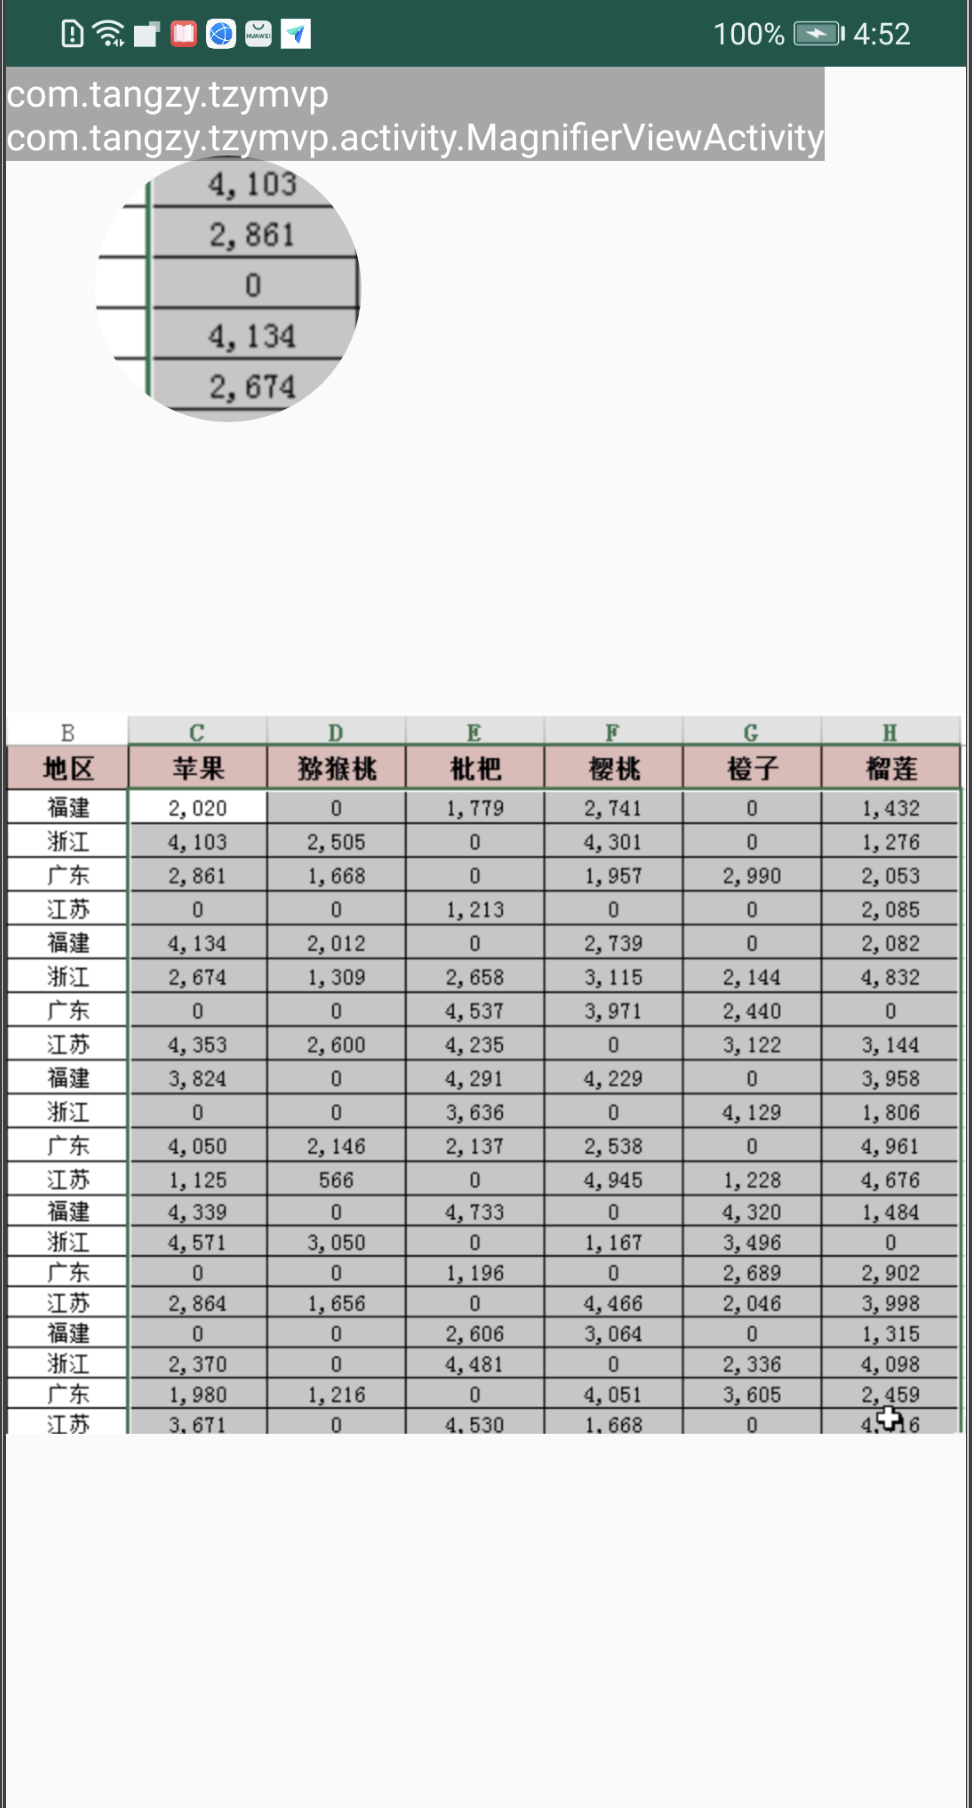 100% 4:52
HUAWEI
com.tangzy.tzymvp
com.tangzy.tzymvp.activity.MagnifierViewActivity
4,103
2,861
0
4,134
2,674
B C D E F G H
地区 苹果 猕猴桃 枇杷 樱桃 橙子 榴莲
福建 2,020 0 1,779 2,741 0 1,432
浙江 4,103 2,505 0 4,301 0 1,276
广东 2,861 1,668 0 1,957 2,990 2,053
江苏 0 0 1,213 0 0 2,085
福建 4,134 2,012 0 2,739 0 2,082
浙江 2,674 1,309 2,658 3,115 2,144 4,832
广东 0 0 4,537 3,971 2,440 0
江苏 4,353 2,600 4,235 0 3,122 3,144
福建 3,824 0 4,291 4,229 0 3,958
浙江 0 0 3,636 0 4,129 1,806
广东 4,050 2,146 2,137 2,538 0 4,961
江苏 1,125 566 0 4,945 1,228 4,676
福建 4,339 0 4,733 0 4,320 1,484
浙江 4,571 3,050 0 1,167 3,496 0
广东 0 0 1,196 0 2,689 2,902
江苏 2,864 1,656 0 4,466 2,046 3,998
福建 0 0 2,606 3,064 0 1,315
浙江 2,370 0 4,481 0 2,336 4,098
广东 1,980 1,216 0 4,051 3,605 2,459
江苏 3,671 0 4,530 1,668 0